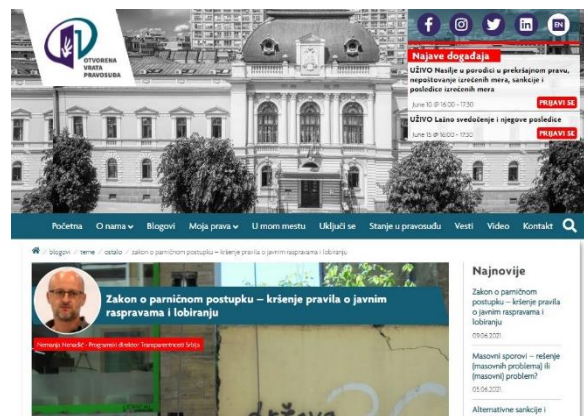 OTVORENA
VRATA
PRAVOSUĐA
EN
Najave događaja
UŽIVO Nasilje u porodici u prekršajnom pravu,
nepoštovanje izrečenih mera, sankcije i
posledice izrečenih mera
June 10 @ 16:00 - 17:30
PRIJAVI SE
UŽIVO Lažno svedočenje i njegove posledice
June 15 @ 16:00 - 17:30
PRIJAVI SE
Početna O nama Blogovi Moja prava U mom mestu Uključi se Stanje u pravosuđu Vesti Video Kontakt
/ blogovi / teme / ostalo / zakon o parničnom postupku – kršenje pravila o javnim raspravama i lobiranju
Zakon o parničnom postupku – kršenje pravila o javnim
raspravama i lobiranju
Nemanja Nenadić - Programski direktor Transparentnosti Srbija
država
Najnovije
Zakon o parničnom
postupku – kršenje pravila
o javnim raspravama i
lobiranju
09.06.2021.
Masovni sporovi – rešenje
(masovnih problema) ili
(masovni) problem?
05.06.2021.
Alternativne sankcije i